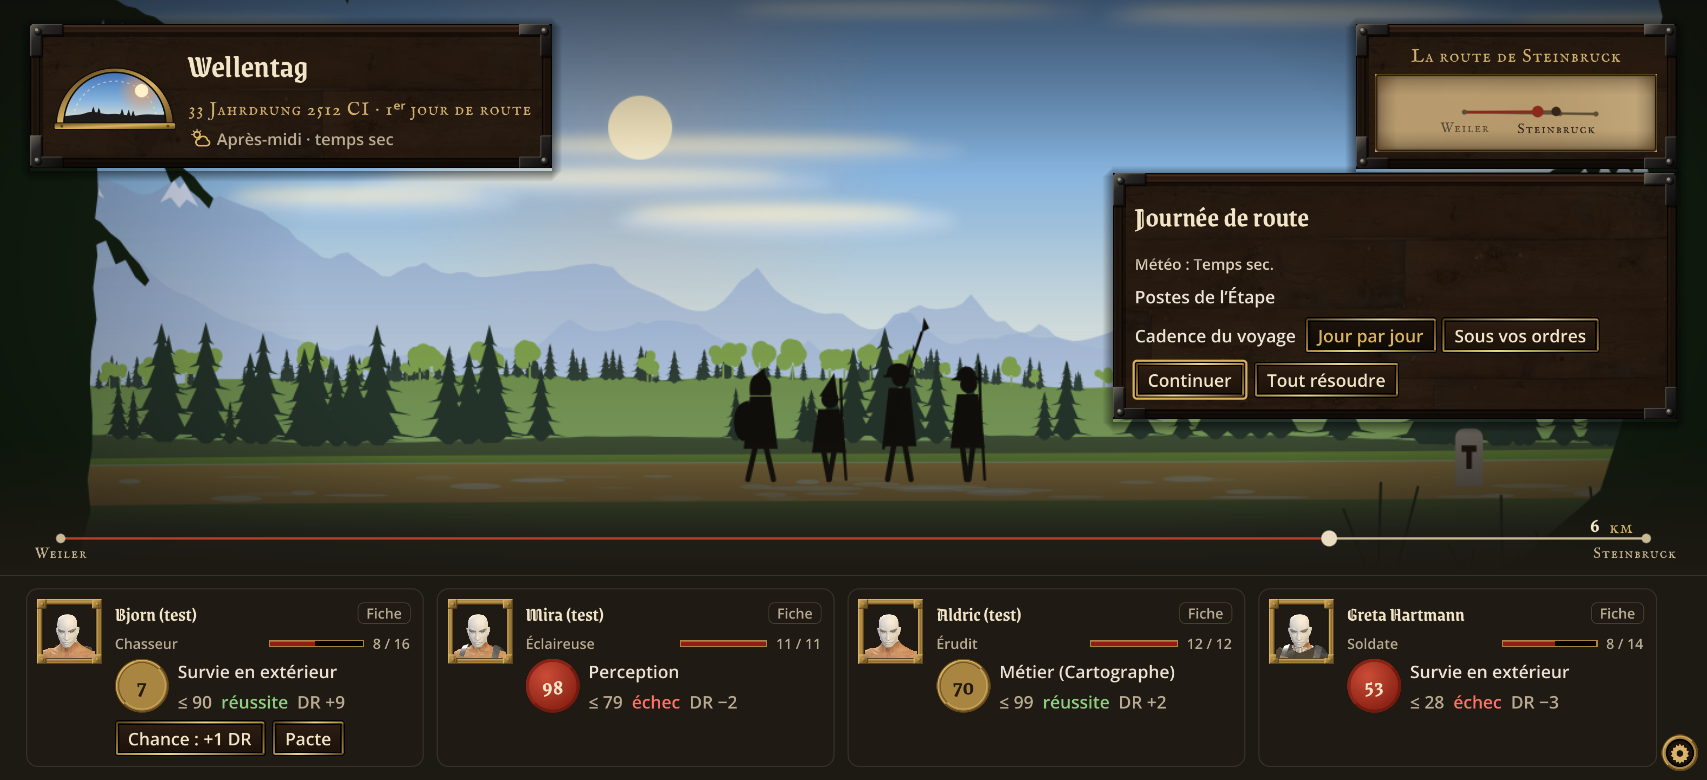 Wellentag
33 Jahrdrung 2512 CI · 1er jour de route
Après-midi · temps sec
La route de Steinbruck
Weiler
Steinbruck
Journée de route
Météo : Temps sec.
Postes de l'Étape
Cadence du voyage Jour par jour Sous vos ordres
Continuer Tout résoudre
T
6 km
Weiler
Steinbruck
Bjorn (test) Fiche
Chasseur 8 / 16
7 Survie en extérieur
≤ 90 réussite DR +9
Chance : +1 DR Pacte
Mira (test) Fiche
Éclaireuse 11 / 11
98 Perception
≤ 79 échec DR −2
Aldric (test) Fiche
Érudit 12 / 12
70 Métier (Cartographe)
≤ 99 réussite DR +2
Greta Hartmann Fiche
Soldate 8 / 14
53 Survie en extérieur
≤ 28 échec DR −3